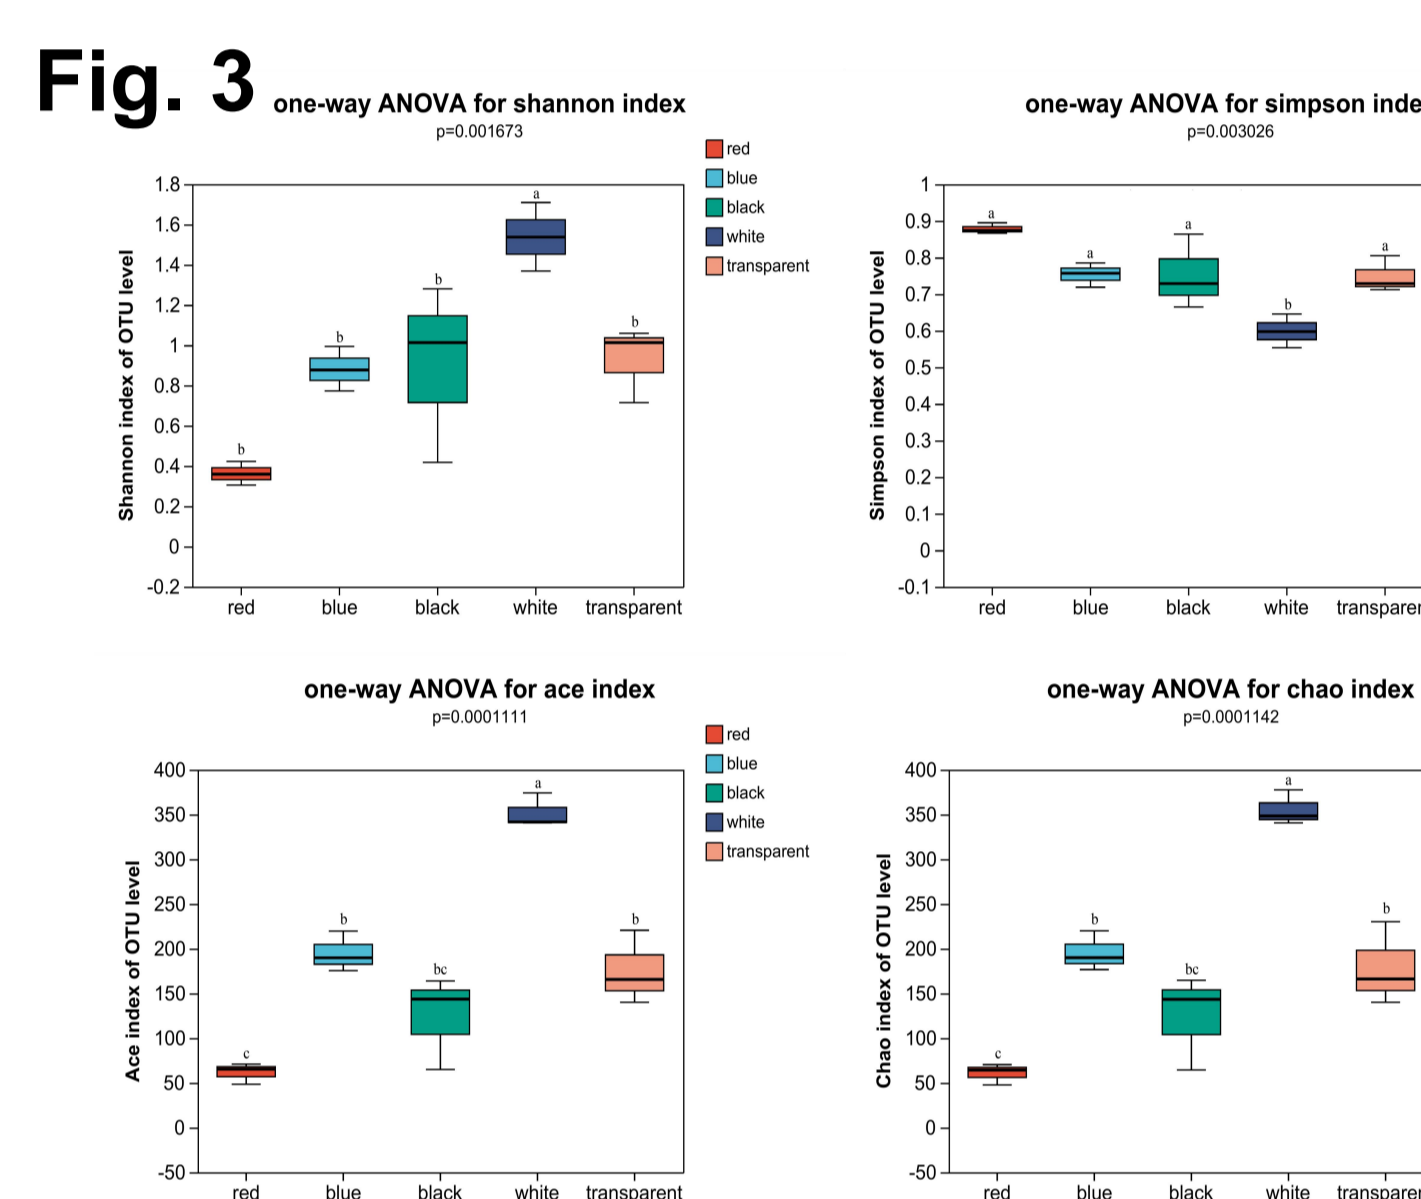 Fig. 3
one-way ANOVA for shannon index
p=0.001673
red
blue
black
white
transparent
Shannon index of OTU level
1.8
1.6
1.4
1.2
1
0.8
0.6
0.4
0.2
0
-0.2
b
b
b
a
b
red blue black white transparent
one-way ANOVA for simpson inde
p=0.003026
Simpson index of OTU level
1
0.9
0.8
0.7
0.6
0.5
0.4
0.3
0.2
0.1
0
-0.1
a
a
a
b
a
red blue black white transparen
one-way ANOVA for ace index
p=0.0001111
red
blue
black
white
transparent
Ace index of OTU level
400
350
300
250
200
150
100
50
0
-50
c
b
bc
a
b
red blue black white transparent
one-way ANOVA for chao index
p=0.0001142
Chao index of OTU level
400
350
300
250
200
150
100
50
0
-50
c
b
bc
a
b
red blue black white transparen